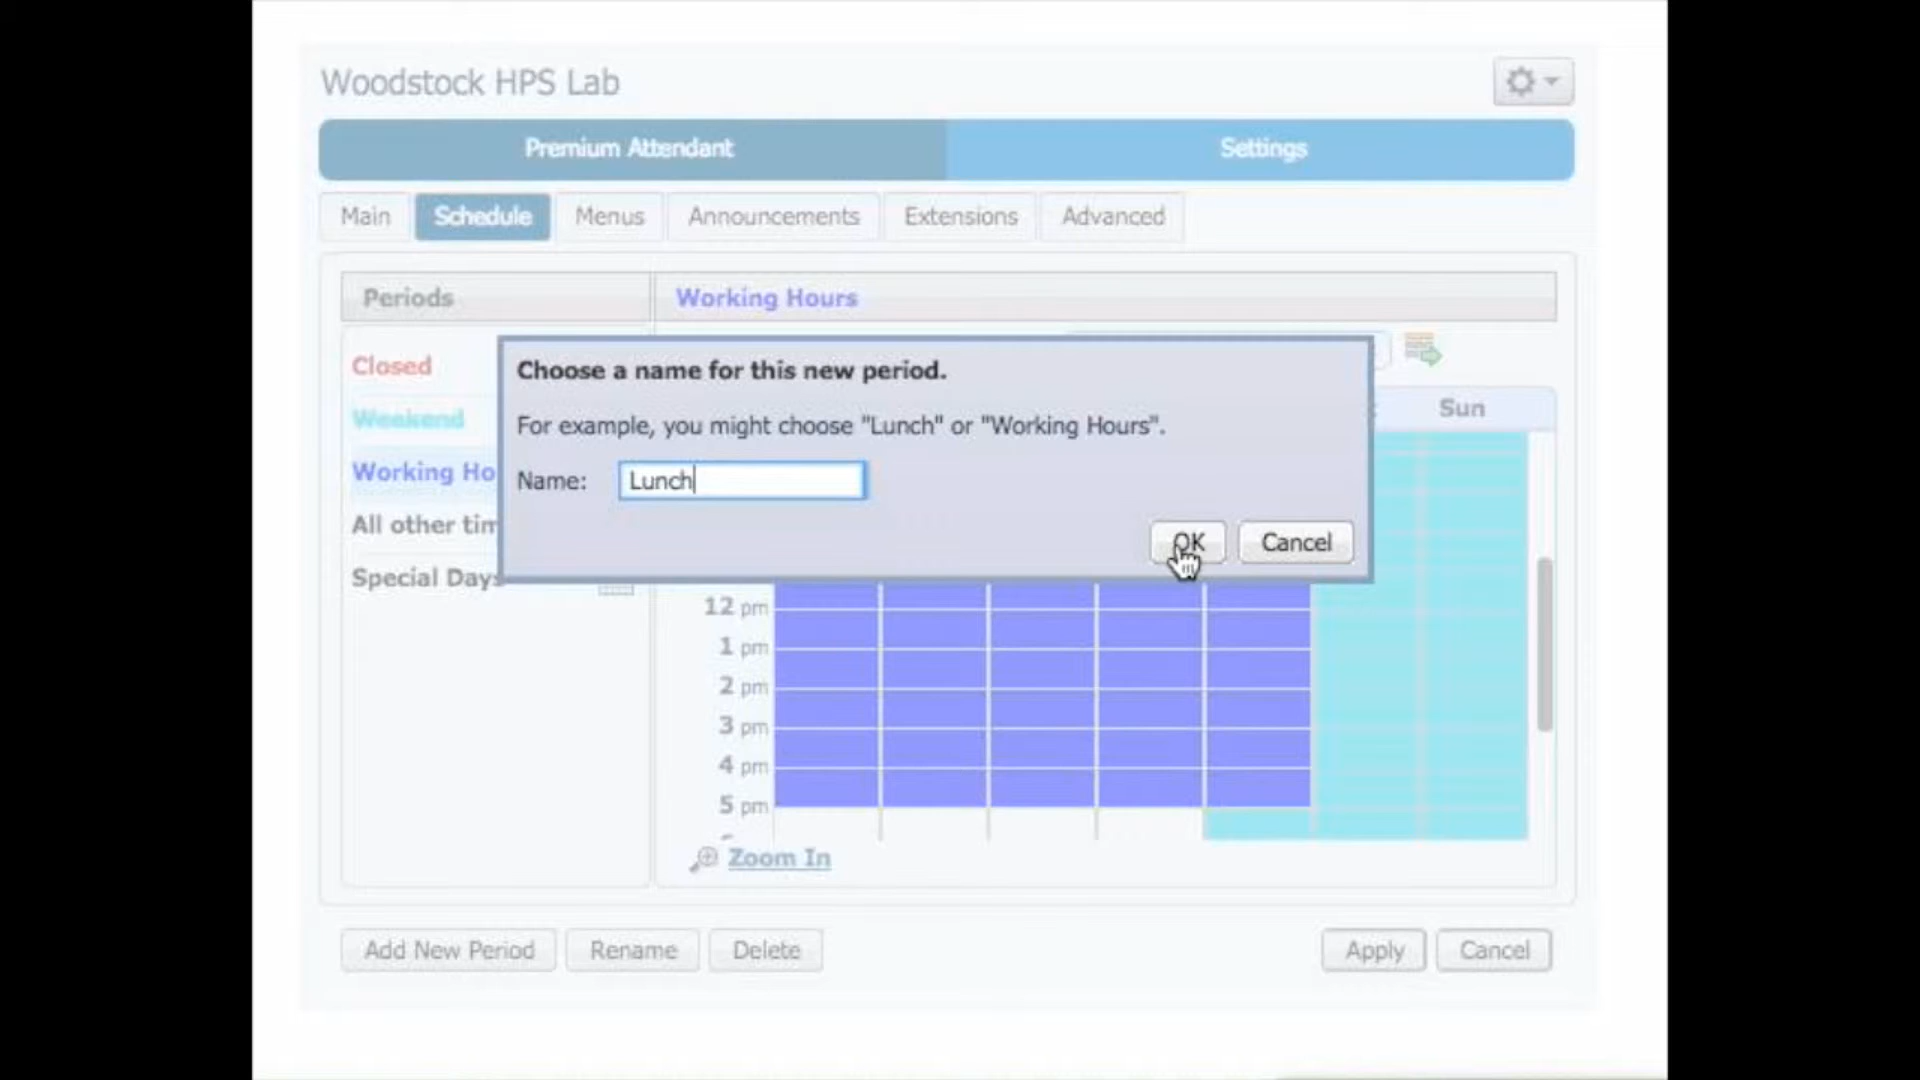 Woodstock HPS Lab
Premium Attendant
Settings
Main
Schedule
Menus
Announcements
Extensions
Advanced
Periods
Working Hours
Closed
Weekend
Working Ho
All other tim
Special Days
Choose a name for this new period.
For example, you might choose "Lunch" or "Working Hours".
Name: Lunch
OK
Cancel
Sun
12 pm
1 pm
2 pm
3 pm
4 pm
5 pm
Zoom In
Add New Period
Rename
Delete
Apply
Cancel